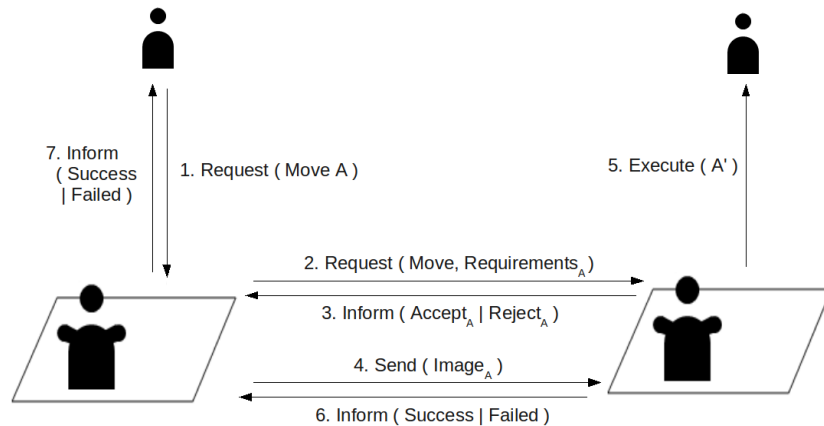 7. Inform
( Success
| Failed )
1. Request ( Move A )
5. Execute ( A' )
2. Request ( Move, Requirements_A )
3. Inform ( Accept_A | Reject_A )
4. Send ( Image_A )
6. Inform ( Success | Failed )